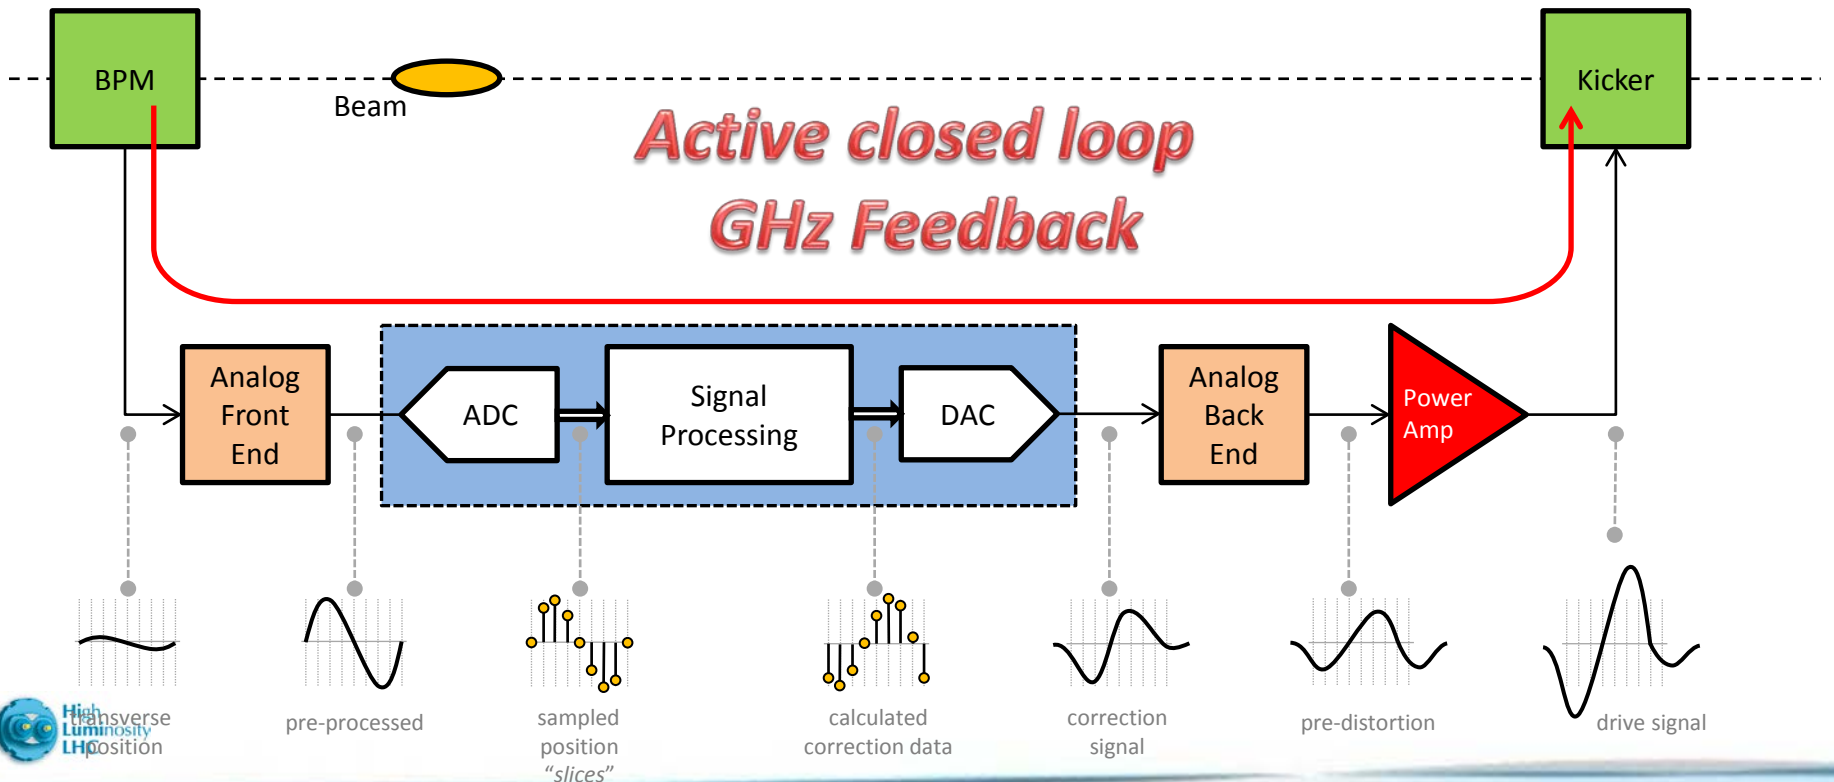 BPM
Beam
Kicker
Active closed loop
GHz Feedback
Analog
Front
End
ADC
Signal
Processing
DAC
Analog
Back
End
Power
Amp
transverse
position
pre-processed
sampled
position
"slices"
calculated
correction data
correction
signal
pre-distortion
drive signal
High
Luminosity
LHC